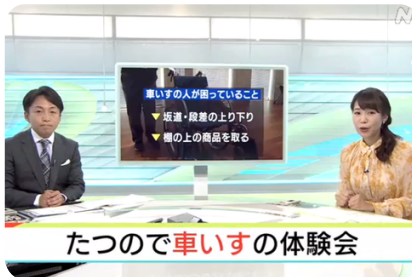 車いすの人が困っていること
▼坂道・段差の上り下り
▼棚の上の商品を取る
たつので車いすの体験会